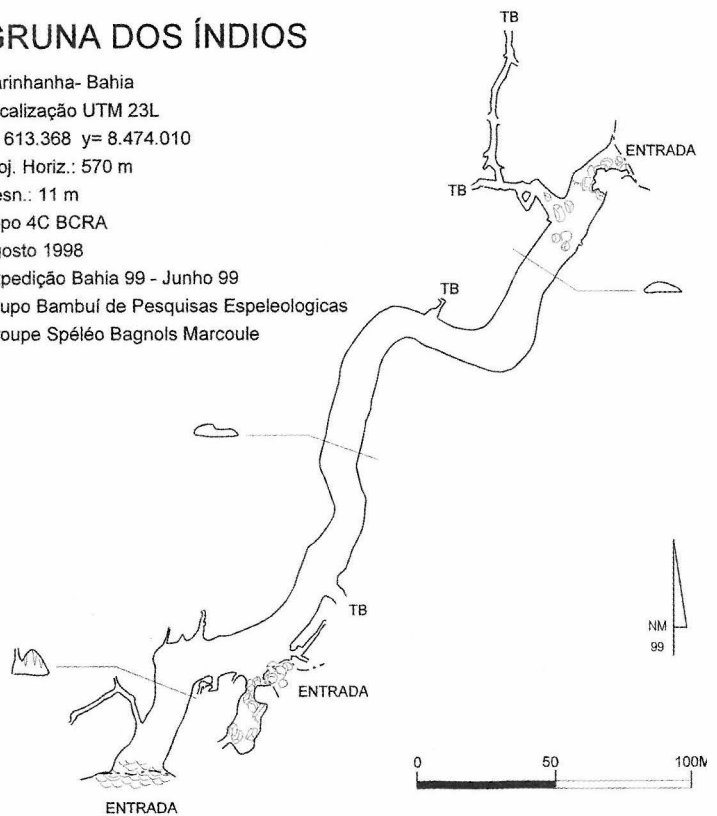 GRUNA DOS ÍNDIOS
arinhanha- Bahia
calização UTM 23L
613.368 y= 8.474.010
oj. Horiz.: 570 m
esn.: 11 m
opo 4C BCRA
gosto 1998
pedição Bahia 99 - Junho 99
upo Bambuí de Pesquisas Espeleologicas
oupe Spéléo Bagnols Marcoule
TB
ENTRADA
TB
TB
TB
NM
99
ENTRADA
0 50 100M
ENTRADA